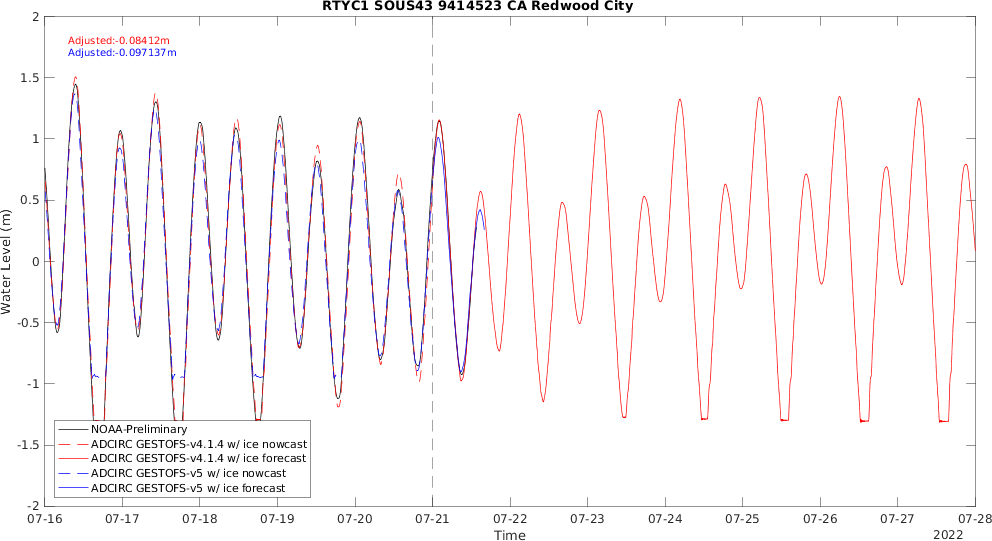 RTYC1 SOUS43 9414523 CA Redwood City
Adjusted:-0.08412m
Adjusted:-0.097137m
Water Level (m)
2
1.5
1
0.5
0
-0.5
-1
-1.5
-2
NOAA-Preliminary
ADCIRC GESTOFS-v4.1.4 w/ ice nowcast
ADCIRC GESTOFS-v4.1.4 w/ ice forecast
ADCIRC GESTOFS-v5 w/ ice nowcast
ADCIRC GESTOFS-v5 w/ ice forecast
07-16 07-17 07-18 07-19 07-20 07-21 07-22 07-23 07-24 07-25 07-26 07-27 07-28
Time
2022